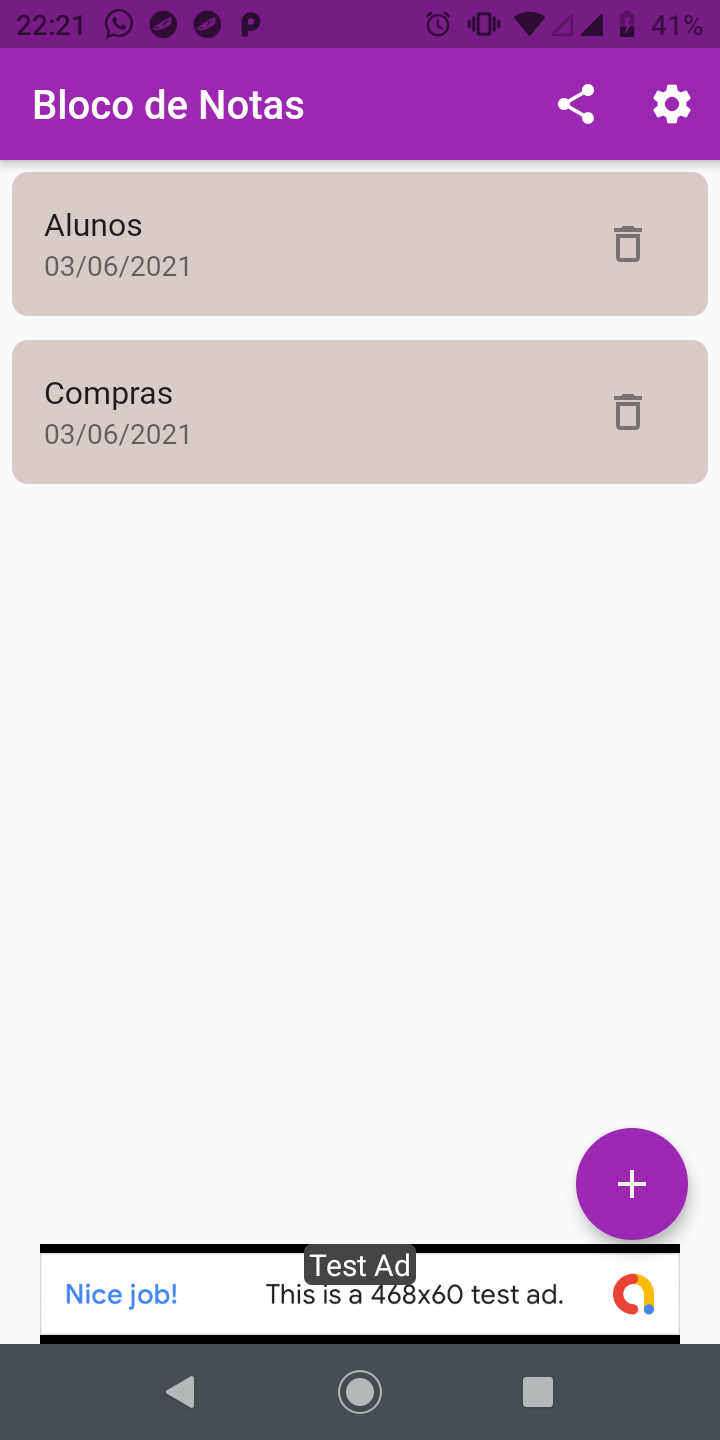 22:21
41%
Bloco de Notas
Alunos
03/06/2021
Compras
03/06/2021
Test Ad
Nice job! This is a 468x60 test ad.